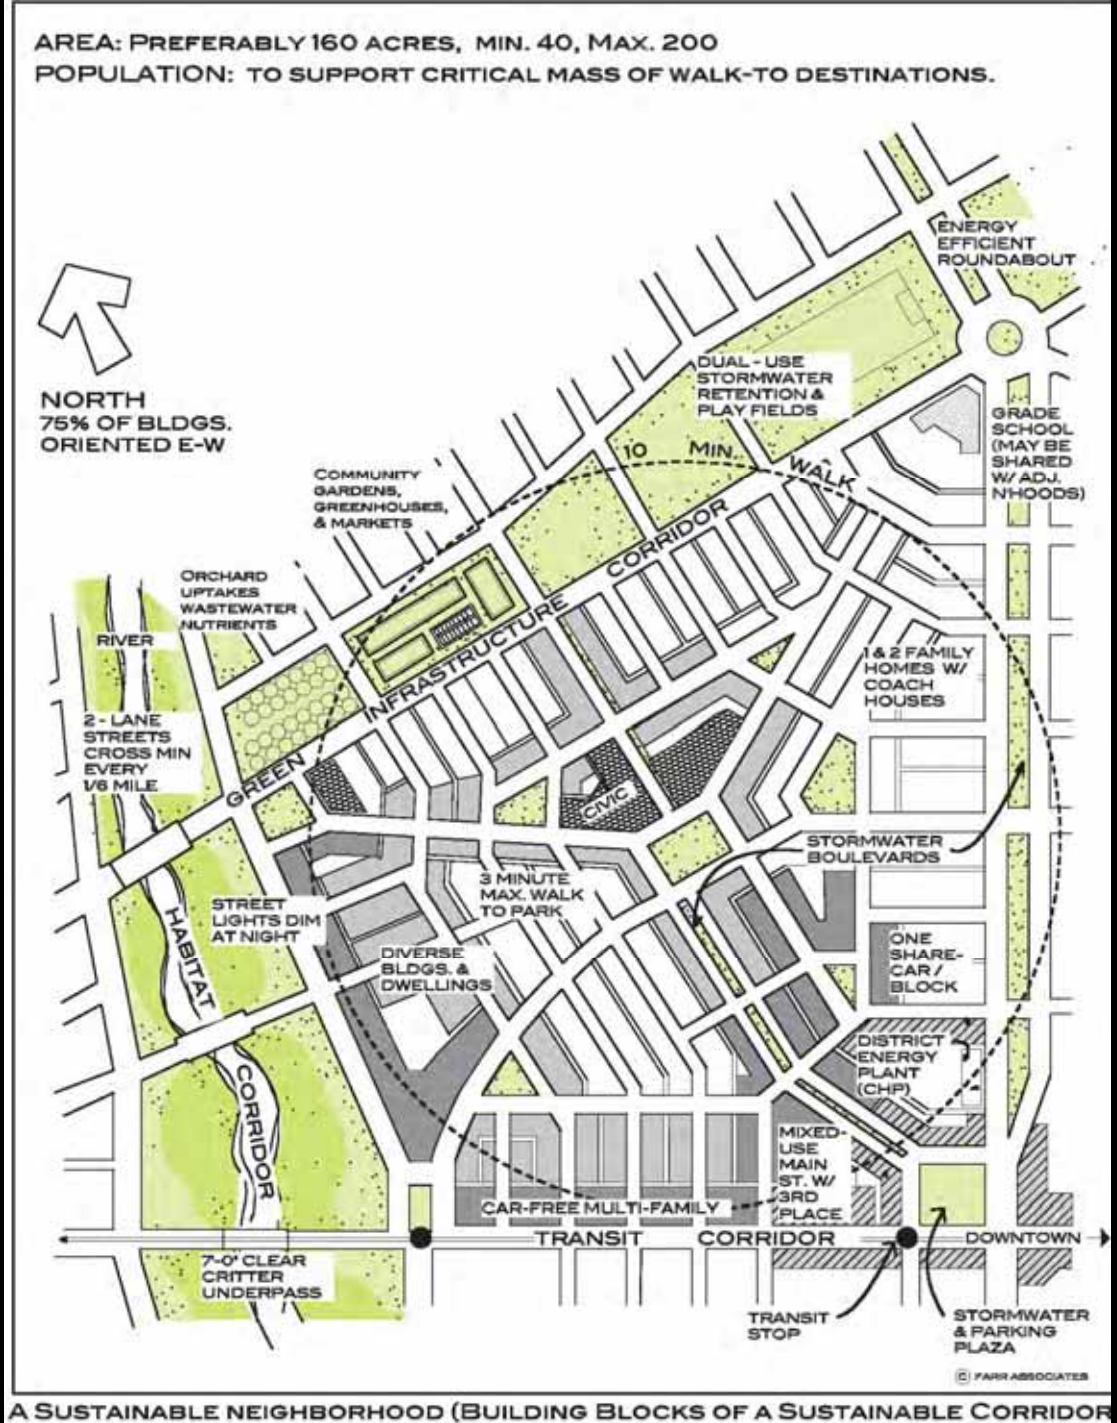 AREA: PREFERABLY 160 ACRES, MIN. 40, MAX. 200
POPULATION: TO SUPPORT CRITICAL MASS OF WALK-TO DESTINATIONS.
ENERGY
EFFICIENT
ROUNDABOUT
NORTH
75% OF BLDGS.
ORIENTED E-W
DUAL - USE
STORMWATER
RETENTION &
PLAY FIELDS
GRADE
SCHOOL
(MAY BE
SHARED
W/ ADJ.
N'HOODS)
10 MIN. WALK
COMMUNITY
GARDENS,
GREENHOUSES,
& MARKETS
ORCHARD
UPTAKES
WASTEWATER
NUTRIENTS
RIVER
GREEN INFRASTRUCTURE CORRIDOR
1 & 2 FAMILY
HOMES W/
COACH
HOUSES
2 - LANE
STREETS
CROSS MIN
EVERY
1/6 MILE
CIVIC
STORMWATER
BOULEVARDS
3 MINUTE
MAX. WALK
TO PARK
STREET
LIGHTS DIM
AT NIGHT
HABITAT CORRIDOR
DIVERSE
BLDGS. &
DWELLINGS
ONE
SHARE-
CAR /
BLOCK
DISTRICT
ENERGY
PLANT
(CHP)
MIXED-
USE
MAIN
ST. W/
3RD
PLACE
CAR-FREE MULTI-FAMILY
TRANSIT CORRIDOR
DOWNTOWN
7'-0" CLEAR
CRITTER
UNDERPASS
TRANSIT
STOP
STORMWATER
& PARKING
PLAZA
© FARR ASSOCIATES
A SUSTAINABLE NEIGHBORHOOD (BUILDING BLOCKS OF A SUSTAINABLE CORRIDOR